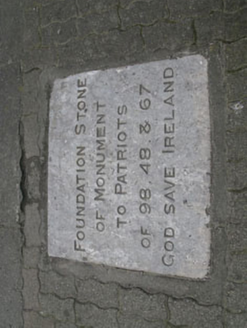 FOUNDATION STONE
OF MONUMENT
TO PATRIOTS
OF 98 48 & 67
GOD SAVE IRELAND